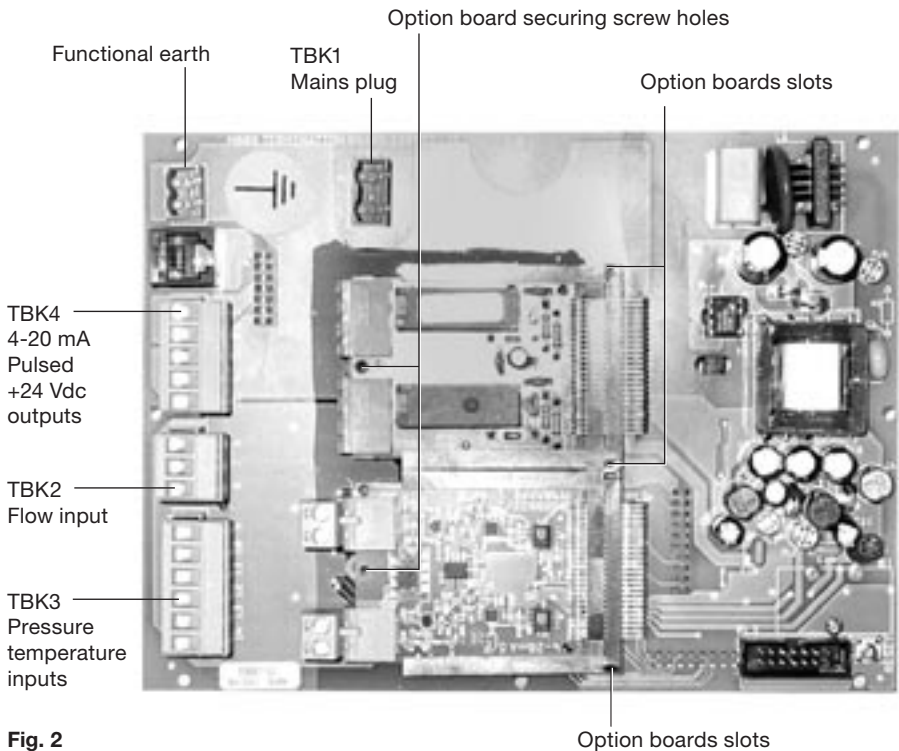 Option board securing screw holes
Functional earth
TBK1
Mains plug
Option boards slots
TBK4
4-20 mA
Pulsed
+24 Vdc
outputs
TBK2
Flow input
TBK3
Pressure
temperature
inputs
Fig. 2
Option boards slots